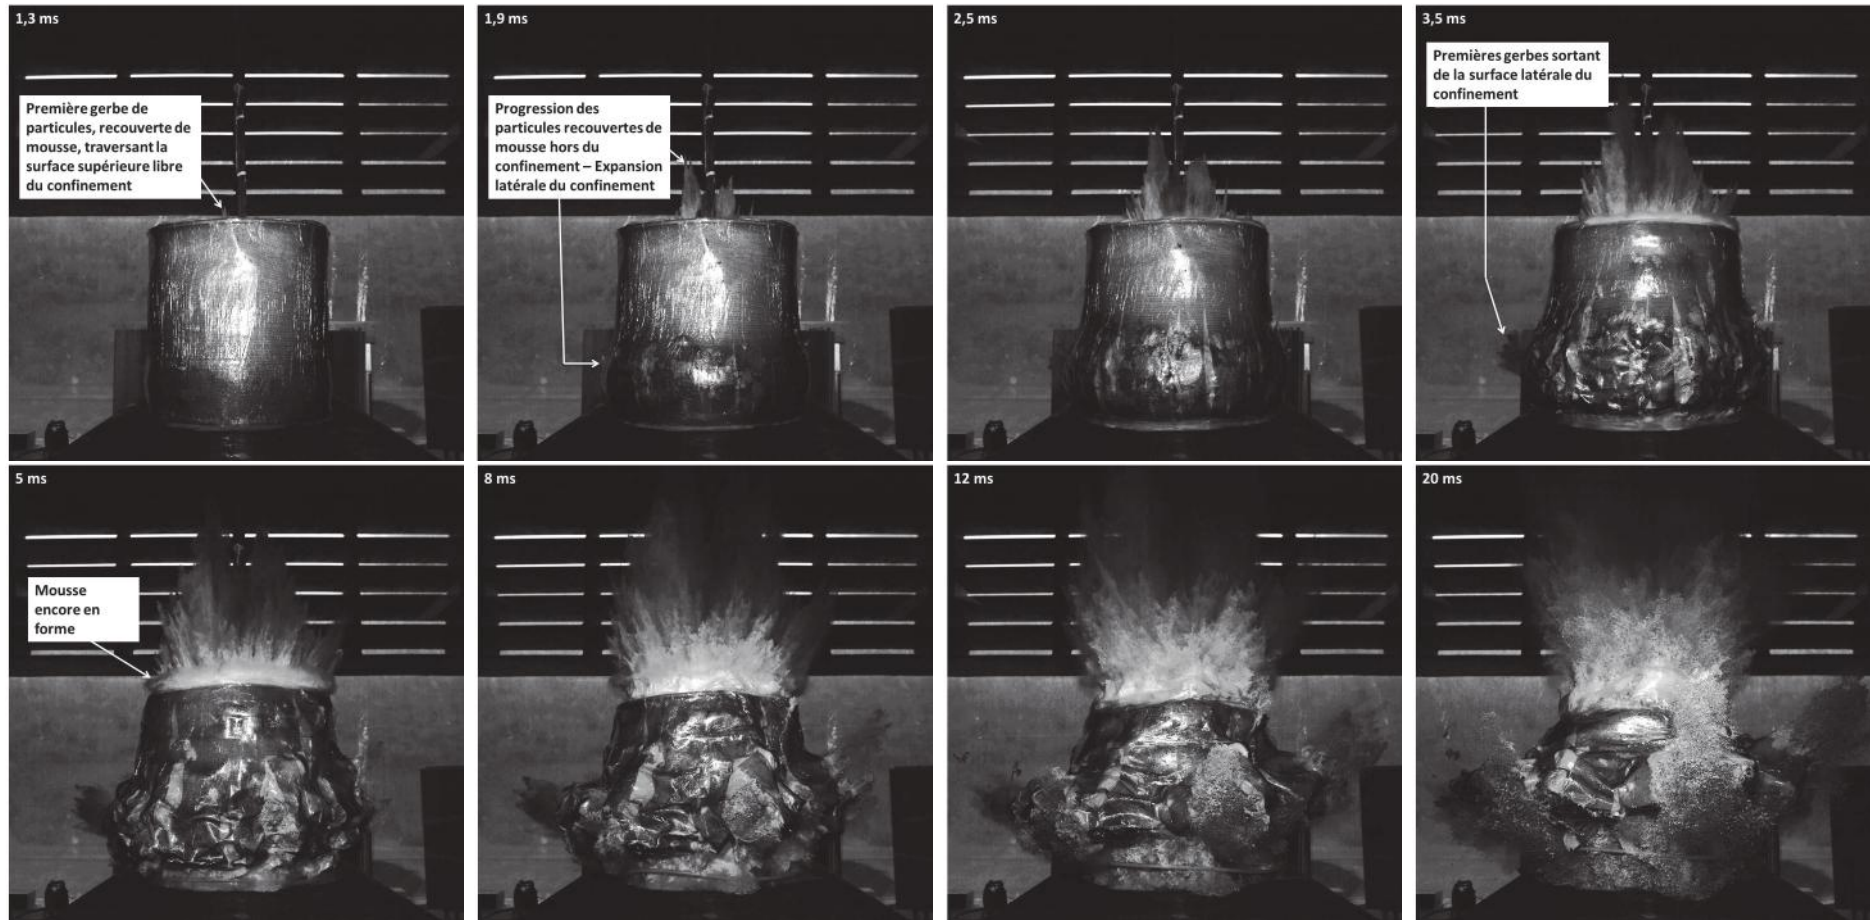 1,3 ms
Première gerbe de
particules, recouverte de
mousse, traversant la
surface supérieure libre
du confinement
1,9 ms
Progression des
particules recouvertes de
mousse hors du
confinement – Expansion
latérale du confinement
2,5 ms
3,5 ms
Premières gerbes sortant
de la surface latérale du
confinement
5 ms
Mousse
encore en
forme
8 ms
12 ms
20 ms